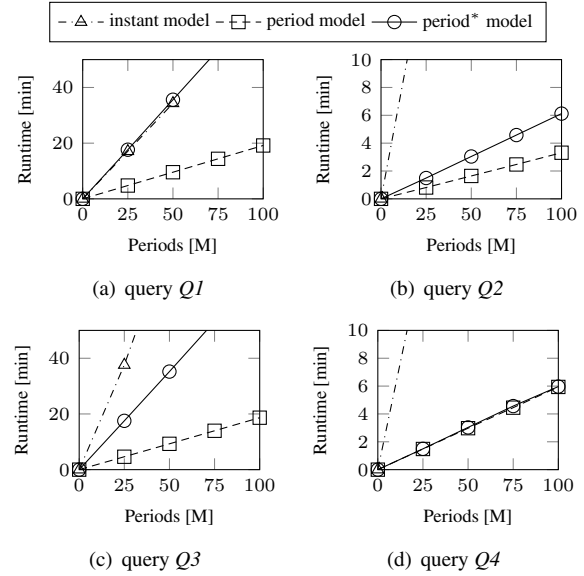 instant model period model period* model
40
20
0
0 25 50 75 100
Runtime [min]
Periods [M]
(a) query Q1
10
8
6
4
2
0
0 25 50 75 100
Runtime [min]
Periods [M]
(b) query Q2
40
20
0
0 25 50 75 100
Runtime [min]
Periods [M]
(c) query Q3
10
8
6
4
2
0
0 25 50 75 100
Runtime [min]
Periods [M]
(d) query Q4